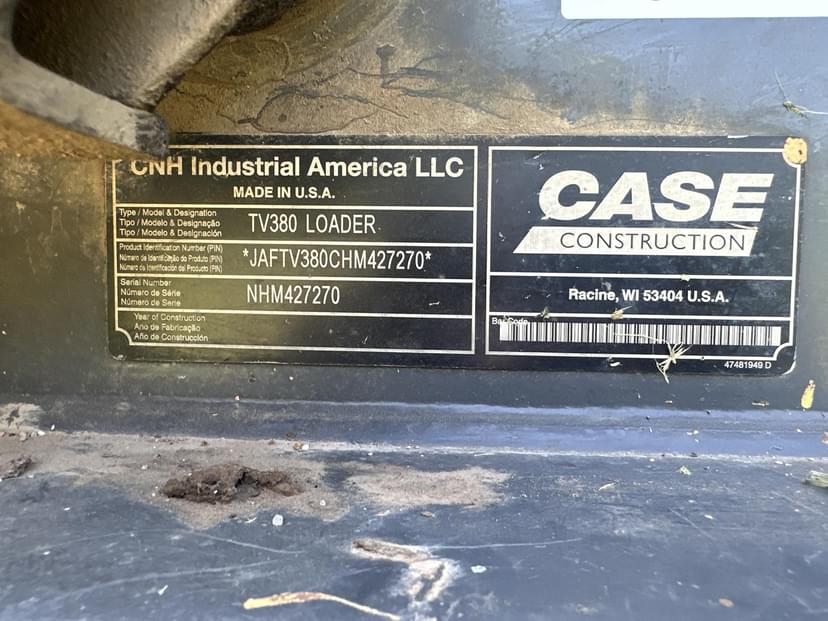 CNH Industrial America LLC
MADE IN U.S.A.
Type / Model & Designation
Tipo / Modelo & Designação
Tipo / Modelo & Designación
TV380 LOADER
Product Identification Number (PIN)
Número de Identificação do Produto (PIN)
Número de Identificación del Producto (PIN)
*JAFTV380CHM427270*
Serial Number
Número de Série
Número de Serie
NHM427270
Year of Construction
Ano de Fabricação
Año de Construcción
CASE
CONSTRUCTION
Racine, WI 53404 U.S.A.
Bar Code
47481949 D